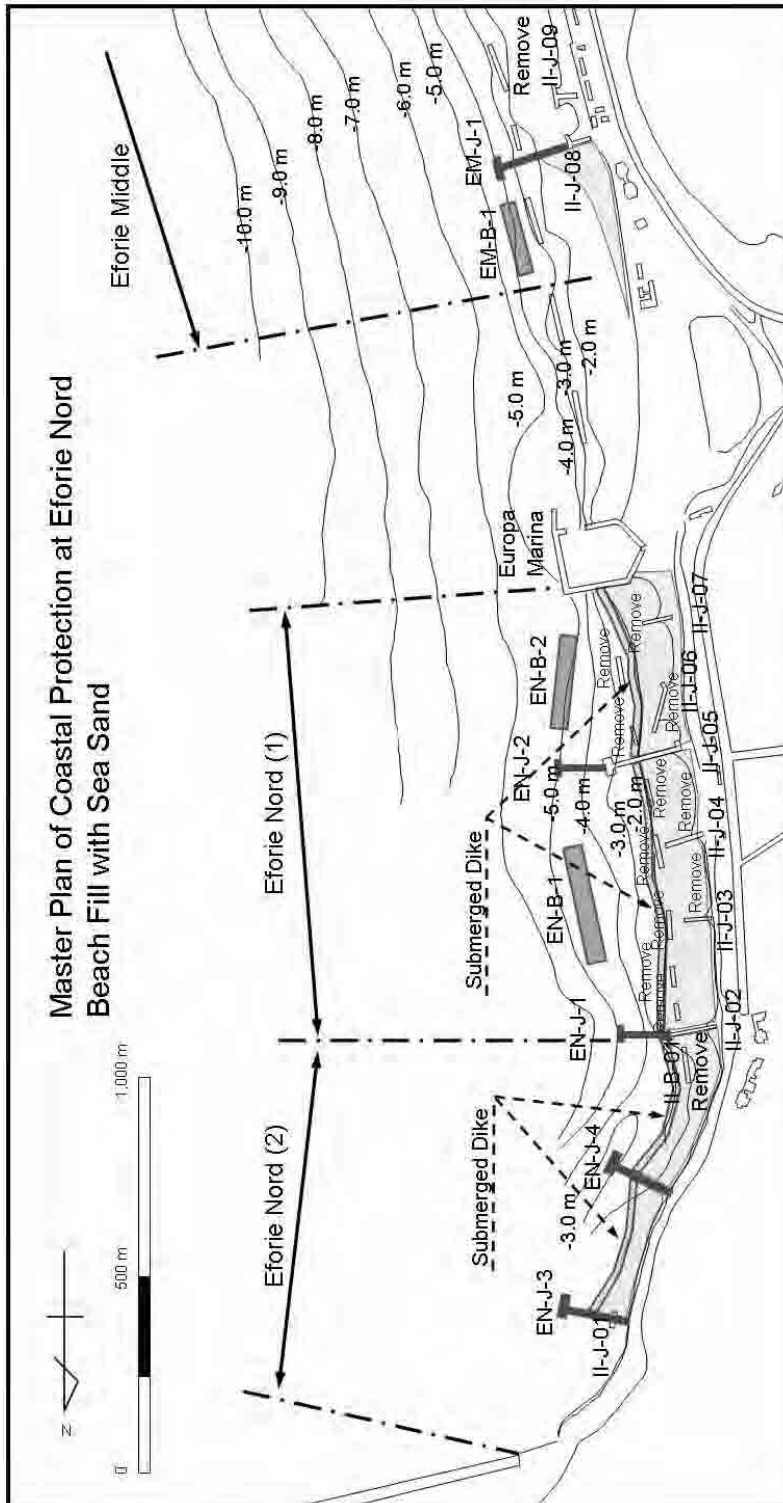 Master Plan of Coastal Protection at Eforie Nord
Beach Fill with Sea Sand
N
0
500 m
1,000 m
Eforie Nord (2)
Eforie Nord (1)
Eforie Middle
-10.0 m
-9.0 m
-8.0 m
-7.0 m
-6.0 m
-5.0 m
Submerged Dike
Submerged Dike
EN-J-3
EN-J-4
EN-J-1
EN-B-1
EN-J-2
EN-B-2
Europa
Marina
EM-B-1
EM-J-1
Remove
II-J-09
II-J-08
-5.0 m
-4.0 m
-3.0 m
-2.0 m
-5.0 m
-4.0 m
-3.0 m
-2.0 m
-3.0 m
Remove
Remove
Remove
Remove
Remove
Remove
Remove
Remove
Remove
Remove
Remove
Remove
II-J-01
II-B-01
II-J-02
II-J-03
II-J-04
II-J-05
II-J-06
II-J-07